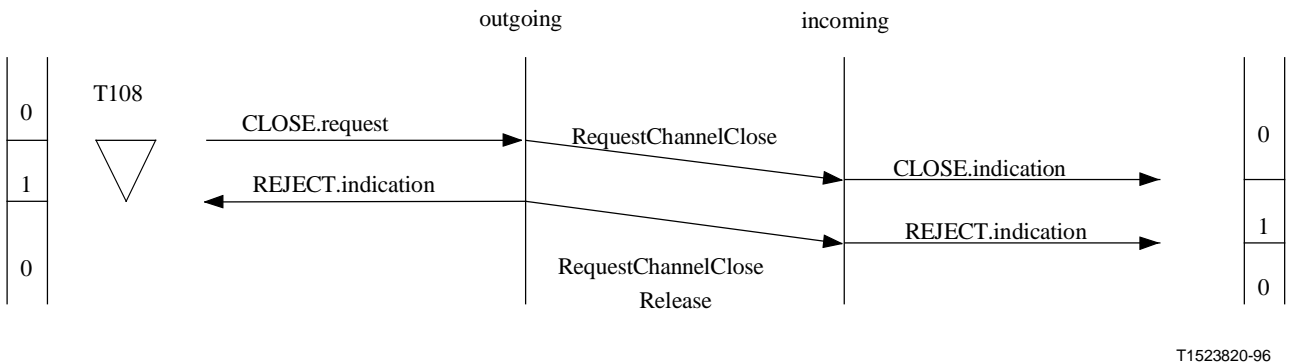 outgoing incoming
T108
0 CLOSE.request RequestChannelClose 0
1 REJECT.indication CLOSE.indication
REJECT.indication 1
0 RequestChannelClose
Release 0
T1523820-96